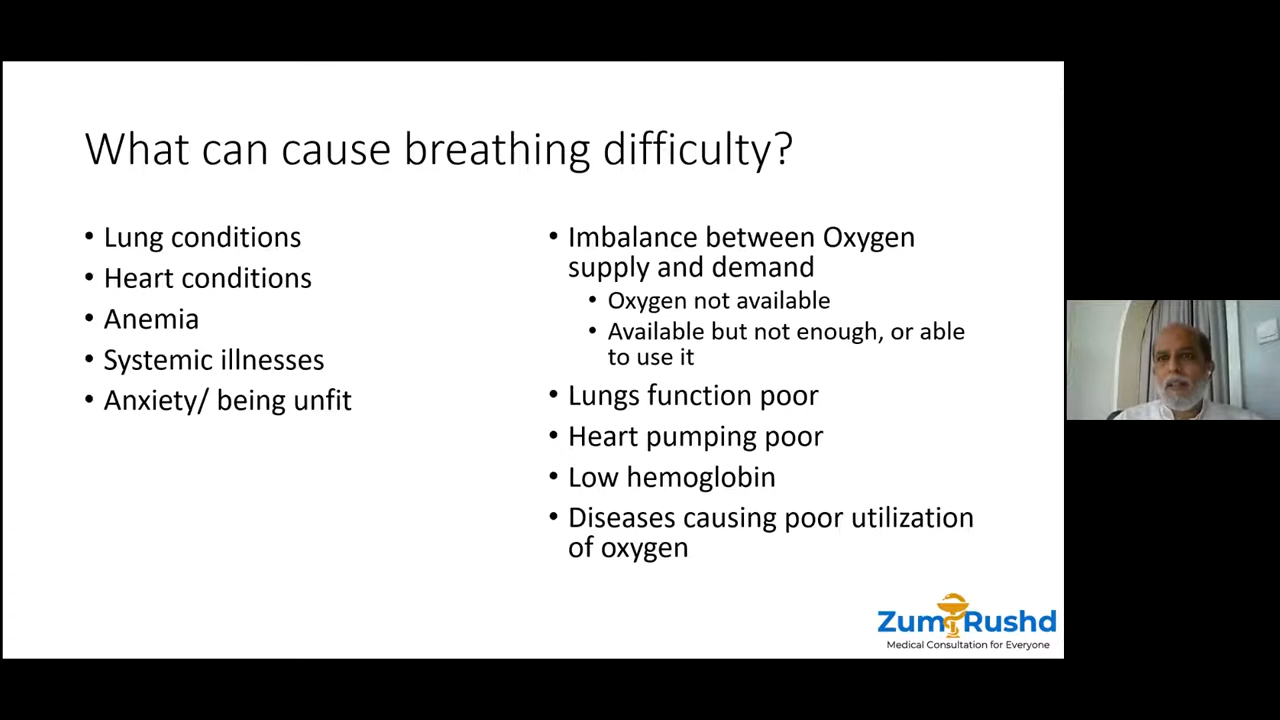 What can cause breathing difficulty?
• Lung conditions
• Heart conditions
• Anemia
• Systemic illnesses
• Anxiety/ being unfit
• Imbalance between Oxygen
supply and demand
• Oxygen not available
• Available but not enough, or able
to use it
• Lungs function poor
• Heart pumping poor
• Low hemoglobin
• Diseases causing poor utilization
of oxygen
Zumrushd
Medical Consultation for Everyone